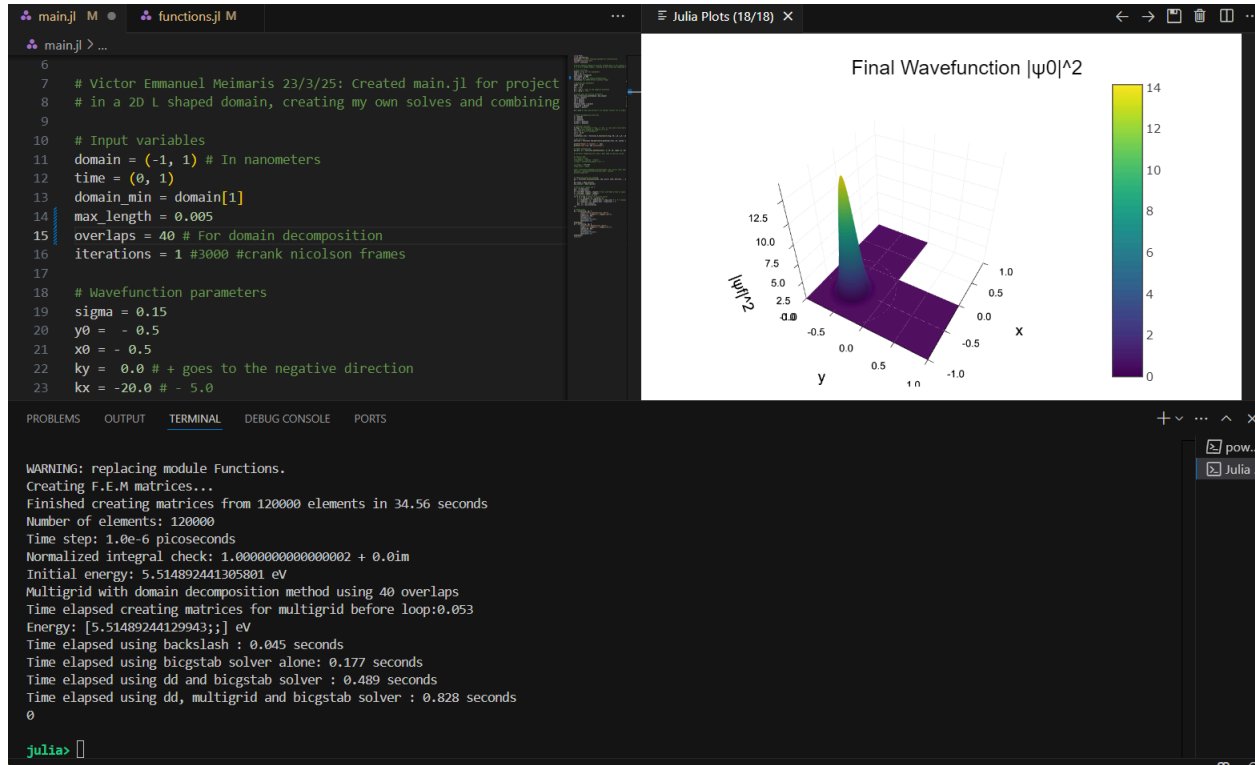 main.jl M
functions.jl M
...
main.jl > ...
6
7 # Victor Emmanuel Meimaris 23/3/25: Created main.jl for project
8 # in a 2D L shaped domain, creating my own solves and combining
9
10 # Input variables
11 domain = (-1, 1) # In nanometers
12 time = (0, 1)
13 domain_min = domain[1]
14 max_length = 0.005
15 overlaps = 40 # For domain decomposition
16 iterations = 1 #3000 #crank nicolson frames
17
18 # Wavefunction parameters
19 sigma = 0.15
20 y0 =  - 0.5
21 x0 = - 0.5
22 ky =  0.0 # + goes to the negative direction
23 kx = -20.0 # - 5.0
Julia Plots (18/18)
Final Wavefunction |ψ0|^2
14
12
10
8
6
4
2
0
12.5
10.0
7.5
5.0
2.5
|ψf|^2
-0.5
0.0
0.5
1.0
y
1.0
0.5
0.0
-0.5
-1.0
x
PROBLEMS OUTPUT TERMINAL DEBUG CONSOLE PORTS
pow...
Julia
WARNING: replacing module Functions.
Creating F.E.M matrices...
Finished creating matrices from 120000 elements in 34.56 seconds
Number of elements: 120000
Time step: 1.0e-6 picoseconds
Normalized integral check: 1.0000000000000002 + 0.0im
Initial energy: 5.514892441305801 eV
Multigrid with domain decomposition method using 40 overlaps
Time elapsed creating matrices for multigrid before loop:0.053
Energy: [5.51489244129943;;] eV
Time elapsed using backslash : 0.045 seconds
Time elapsed using bicgstab solver alone: 0.177 seconds
Time elapsed using dd and bicgstab solver : 0.489 seconds
Time elapsed using dd, multigrid and bicgstab solver : 0.828 seconds
0
julia>